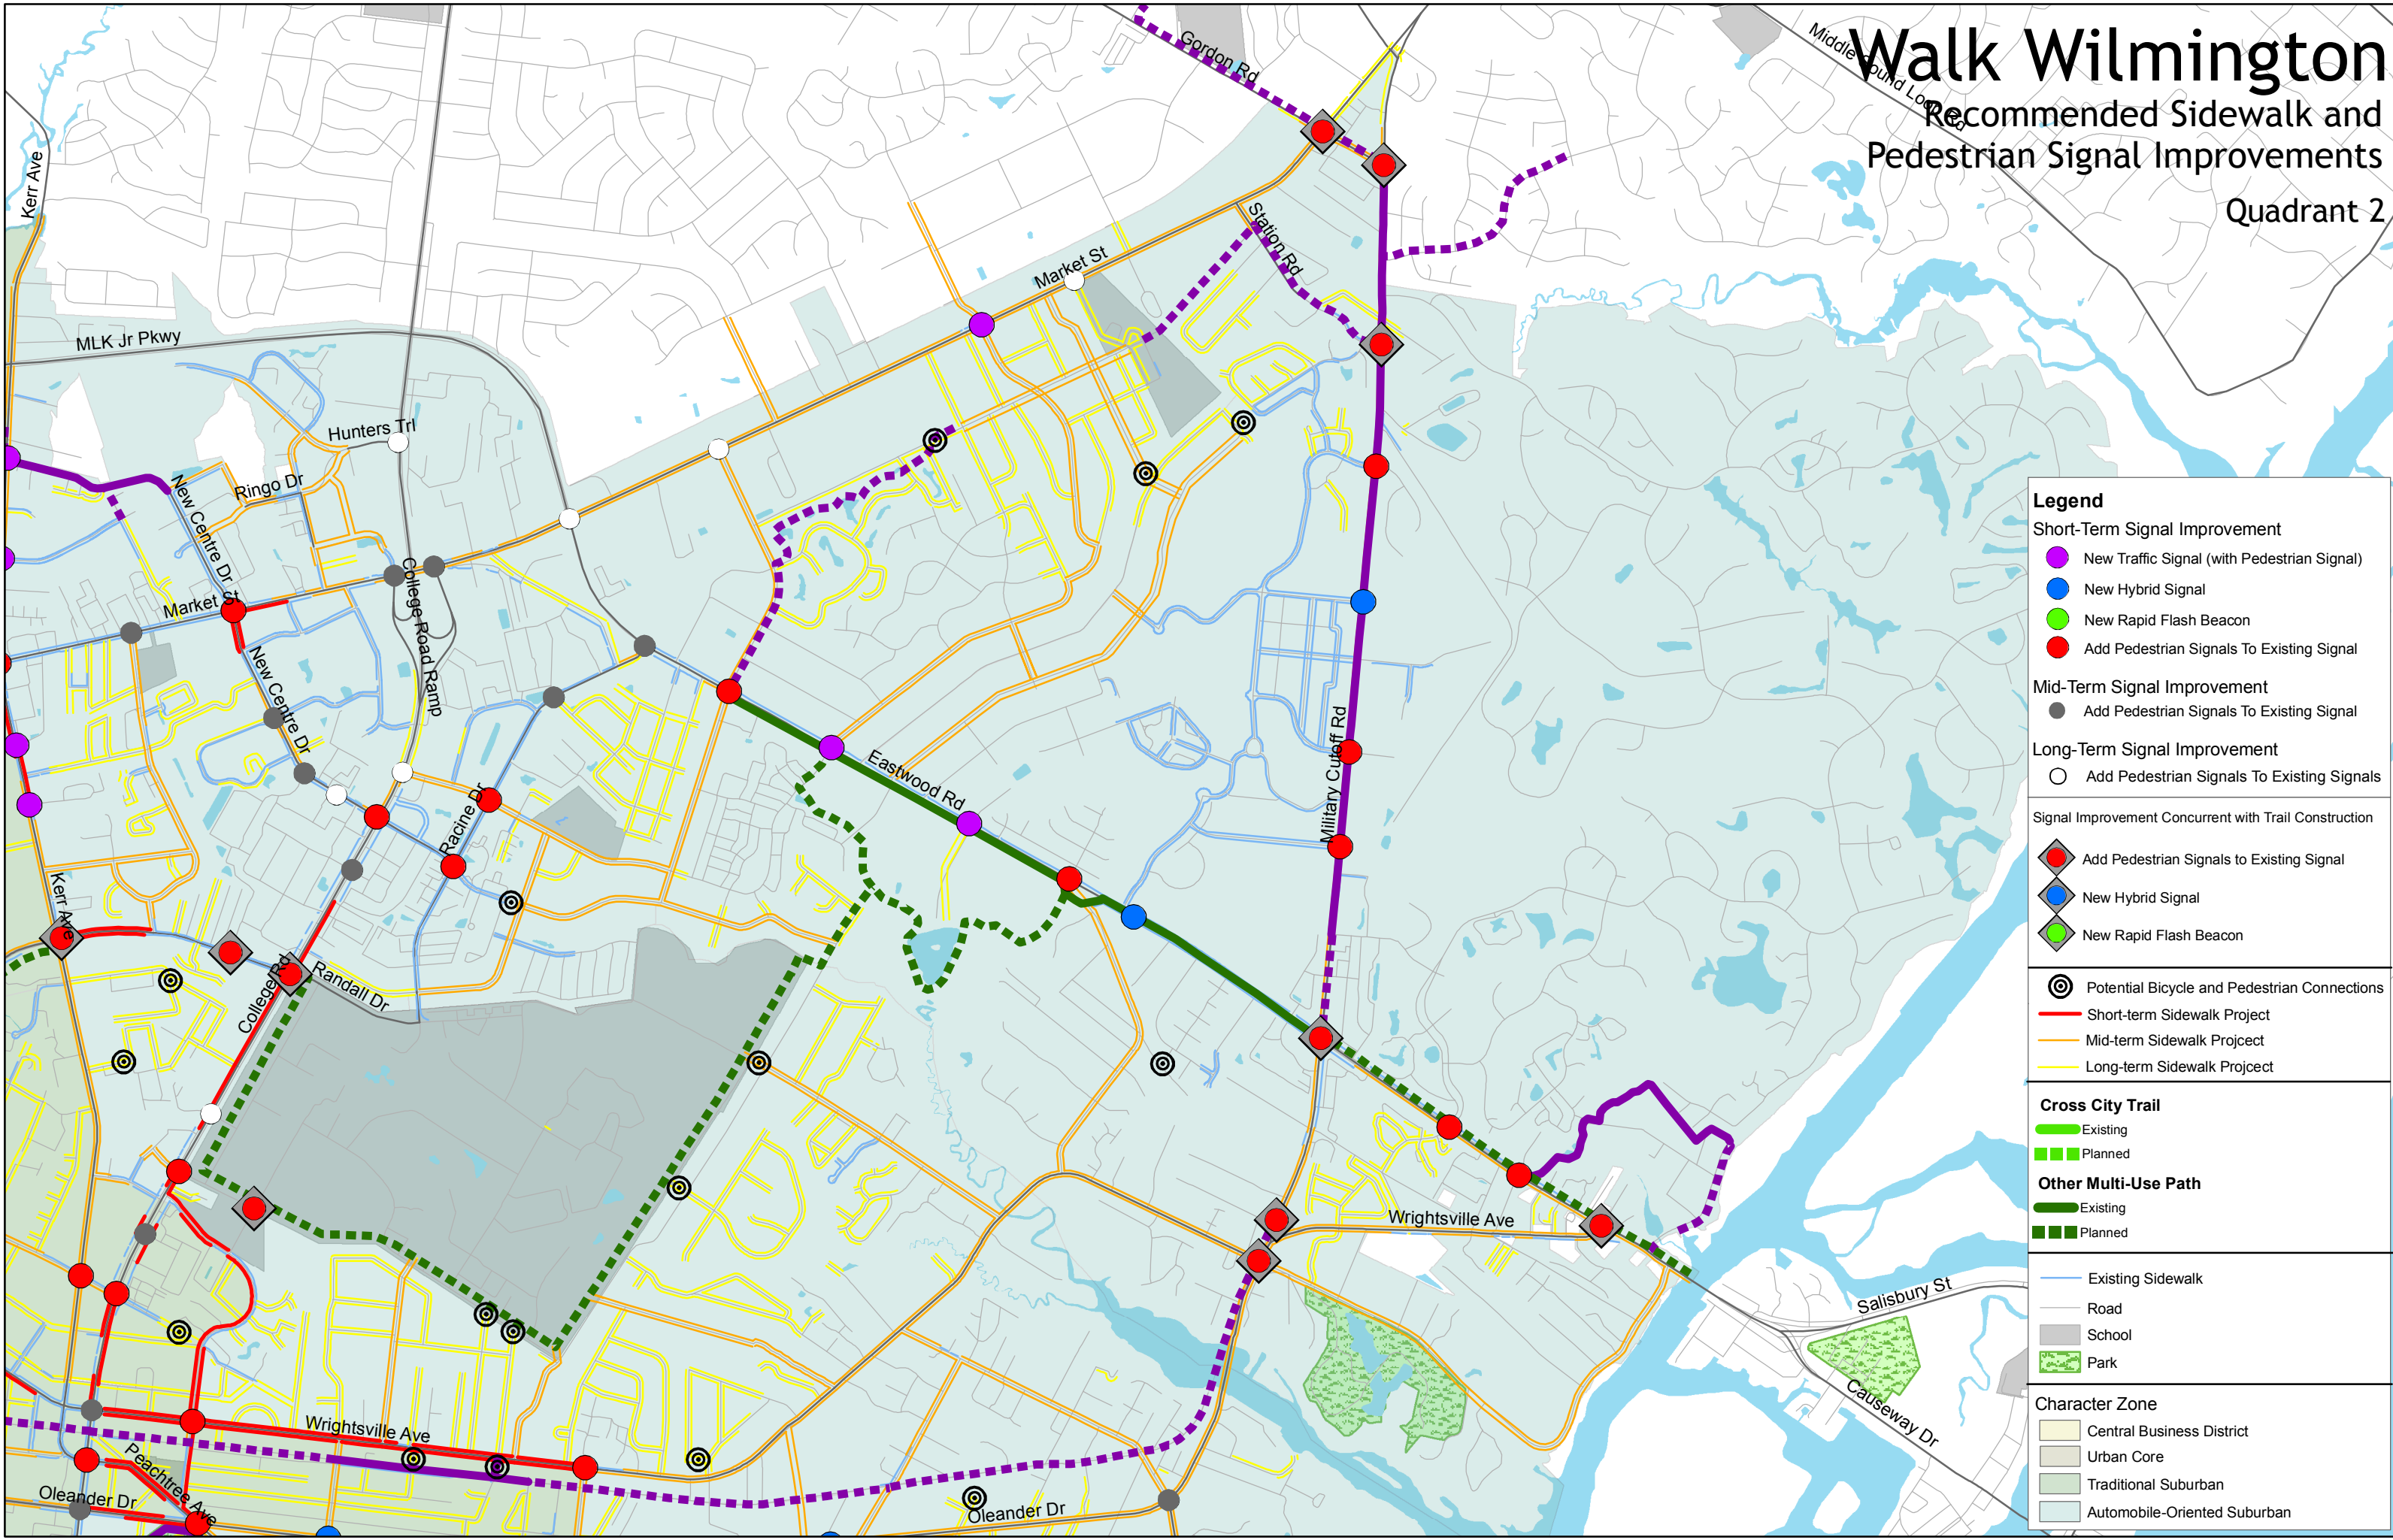 Walk Wilmington
Recommended Sidewalk and
Pedestrian Signal Improvements
Quadrant 2
Gordon Rd
Middle Sound Loop Rd
Kerr Ave
Station Rd
Market St
MLK Jr Pkwy
Hunters Trl
Ringo Dr
New Centre Dr
College Road Ramp
Market St
New Centre Dr
Racine Dr
Eastwood Rd
Military Cutoff Rd
Kerr Ave
College Rd
Randall Dr
Wrightsville Ave
Salisbury St
Causeway Dr
Wrightsville Ave
Peachtree Ave
Oleander Dr
Oleander Dr
Legend
Short-Term Signal Improvement
New Traffic Signal (with Pedestrian Signal)
New Hybrid Signal
New Rapid Flash Beacon
Add Pedestrian Signals To Existing Signal
Mid-Term Signal Improvement
Add Pedestrian Signals To Existing Signal
Long-Term Signal Improvement
Add Pedestrian Signals To Existing Signals
Signal Improvement Concurrent with Trail Construction
Add Pedestrian Signals to Existing Signal
New Hybrid Signal
New Rapid Flash Beacon
Potential Bicycle and Pedestrian Connections
Short-term Sidewalk Project
Mid-term Sidewalk Projcect
Long-term Sidewalk Projcect
Cross City Trail
Existing
Planned
Other Multi-Use Path
Existing
Planned
Existing Sidewalk
Road
School
Park
Character Zone
Central Business District
Urban Core
Traditional Suburban
Automobile-Oriented Suburban